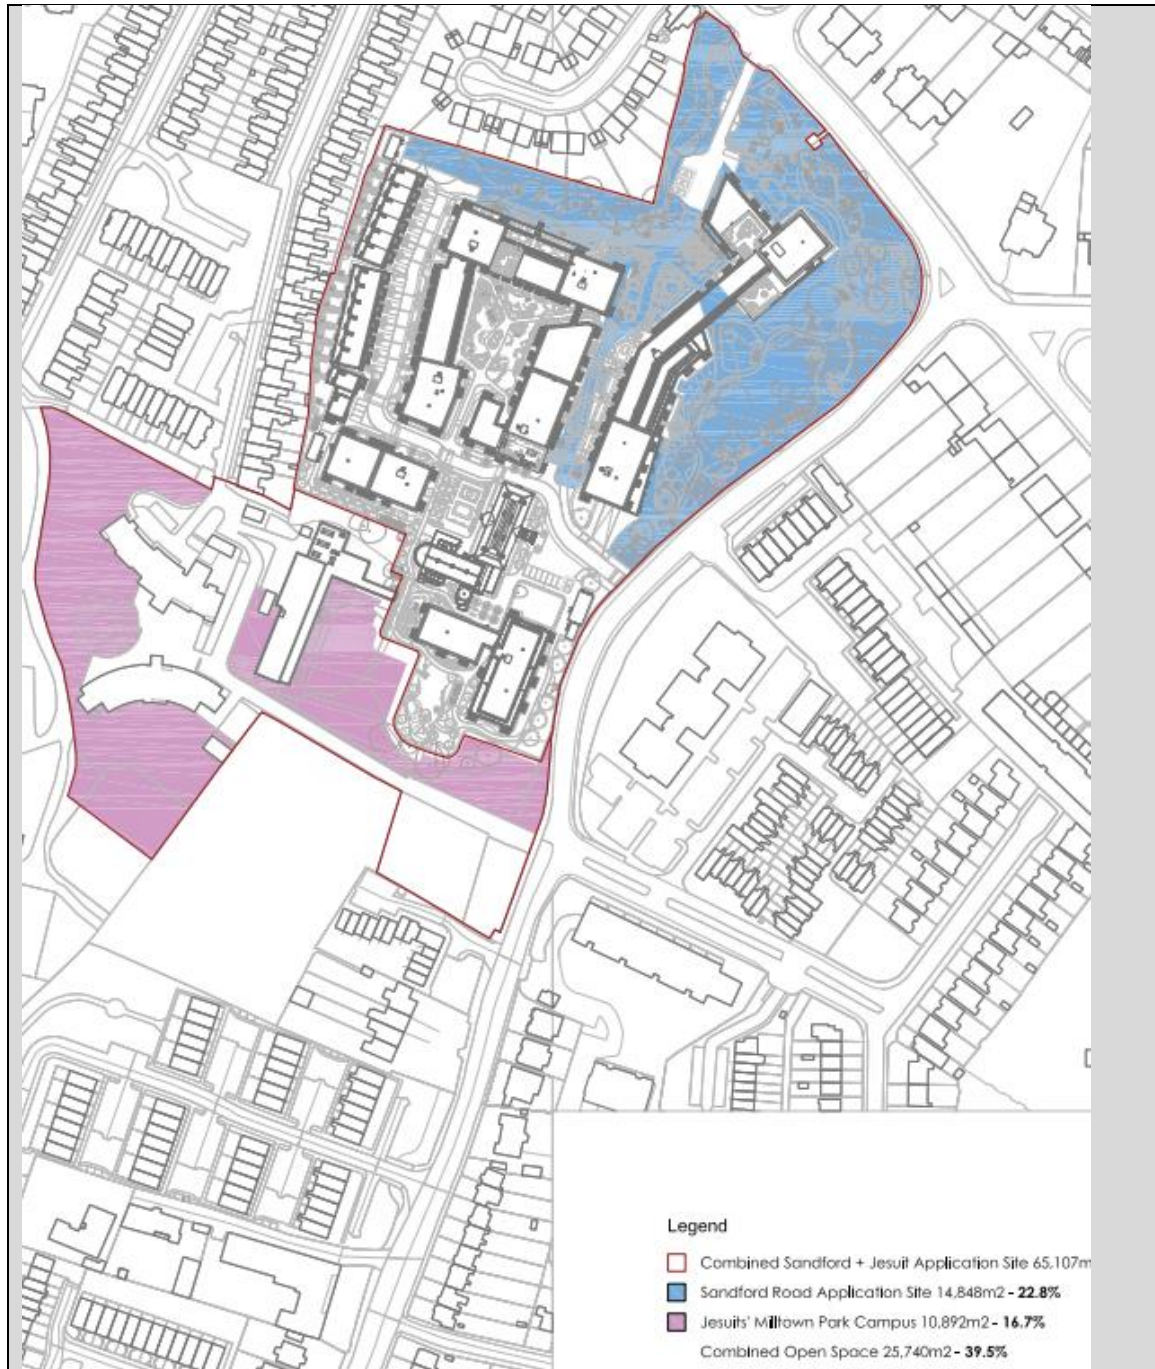 Legend
Combined Sandford + Jesuit Application Site 65,107m
Sandford Road Application Site 14,848m2 - 22.8%
Jesuits' Milltown Park Campus 10,892m2 - 16.7%
Combined Open Space 25,740m2 - 39.5%